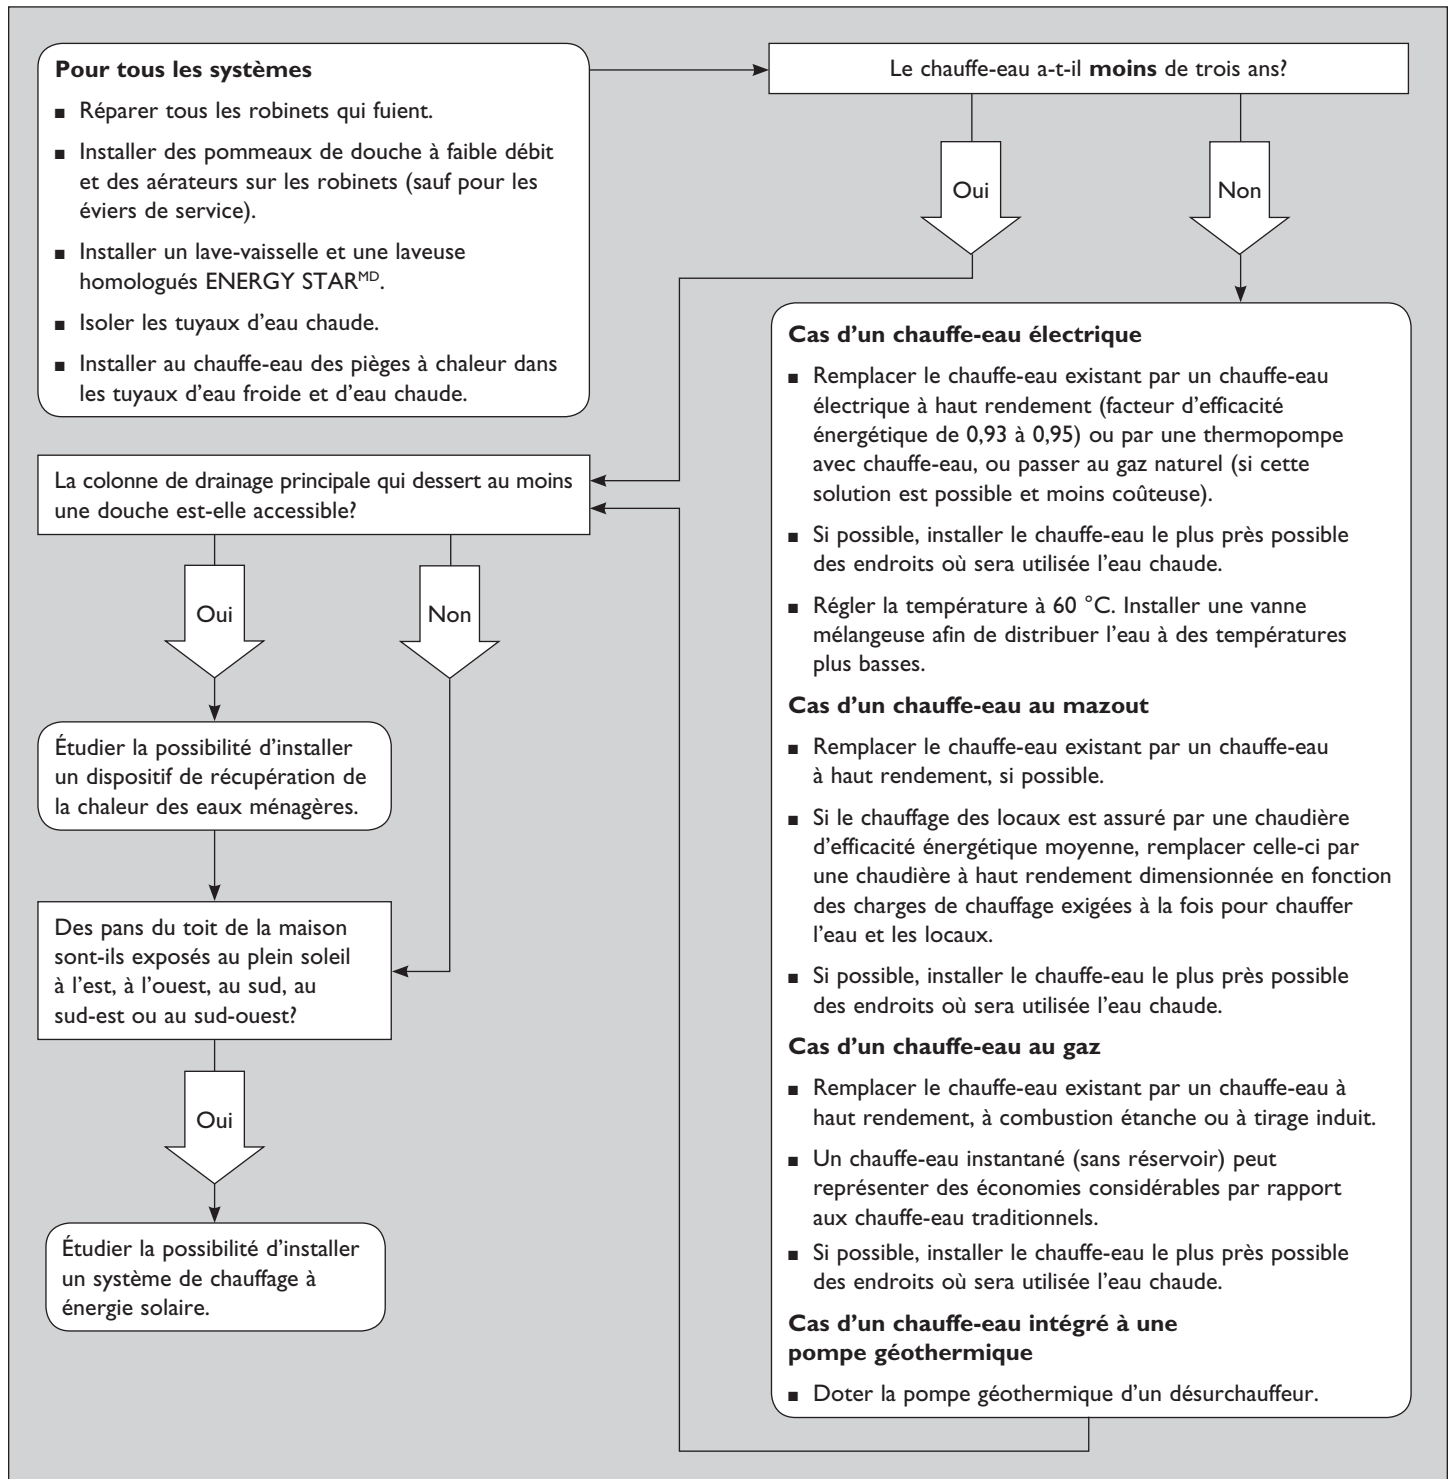 Pour tous les systèmes
■ Réparer tous les robinets qui fuient.
■ Installer des pommeaux de douche à faible débit
et des aérateurs sur les robinets (sauf pour les
éviers de service).
■ Installer un lave-vaisselle et une laveuse
homologués ENERGY STARMD.
■ Isoler les tuyaux d'eau chaude.
■ Installer au chauffe-eau des pièges à chaleur dans
les tuyaux d'eau froide et d'eau chaude.
Le chauffe-eau a-t-il moins de trois ans?
Oui
Non
Cas d'un chauffe-eau électrique
■ Remplacer le chauffe-eau existant par un chauffe-eau
électrique à haut rendement (facteur d'efficacité
énergétique de 0,93 à 0,95) ou par une thermopompe
avec chauffe-eau, ou passer au gaz naturel (si cette
solution est possible et moins coûteuse).
■ Si possible, installer le chauffe-eau le plus près possible
des endroits où sera utilisée l'eau chaude.
■ Régler la température à 60 °C. Installer une vanne
mélangeuse afin de distribuer l'eau à des températures
plus basses.
Cas d'un chauffe-eau au mazout
■ Remplacer le chauffe-eau existant par un chauffe-eau
à haut rendement, si possible.
■ Si le chauffage des locaux est assuré par une chaudière
d'efficacité énergétique moyenne, remplacer celle-ci par
une chaudière à haut rendement dimensionnée en fonction
des charges de chauffage exigées à la fois pour chauffer
l'eau et les locaux.
■ Si possible, installer le chauffe-eau le plus près possible
des endroits où sera utilisée l'eau chaude.
Cas d'un chauffe-eau au gaz
■ Remplacer le chauffe-eau existant par un chauffe-eau à
haut rendement, à combustion étanche ou à tirage induit.
■ Un chauffe-eau instantané (sans réservoir) peut
représenter des économies considérables par rapport
aux chauffe-eau traditionnels.
■ Si possible, installer le chauffe-eau le plus près possible
des endroits où sera utilisée l'eau chaude.
Cas d'un chauffe-eau intégré à une
pompe géothermique
■ Doter la pompe géothermique d'un désurchauffeur.
La colonne de drainage principale qui dessert au moins
une douche est-elle accessible?
Oui
Non
Étudier la possibilité d'installer
un dispositif de récupération de
la chaleur des eaux ménagères.
Des pans du toit de la maison
sont-ils exposés au plein soleil
à l'est, à l'ouest, au sud, au
sud-est ou au sud-ouest?
Oui
Étudier la possibilité d'installer
un système de chauffage à
énergie solaire.